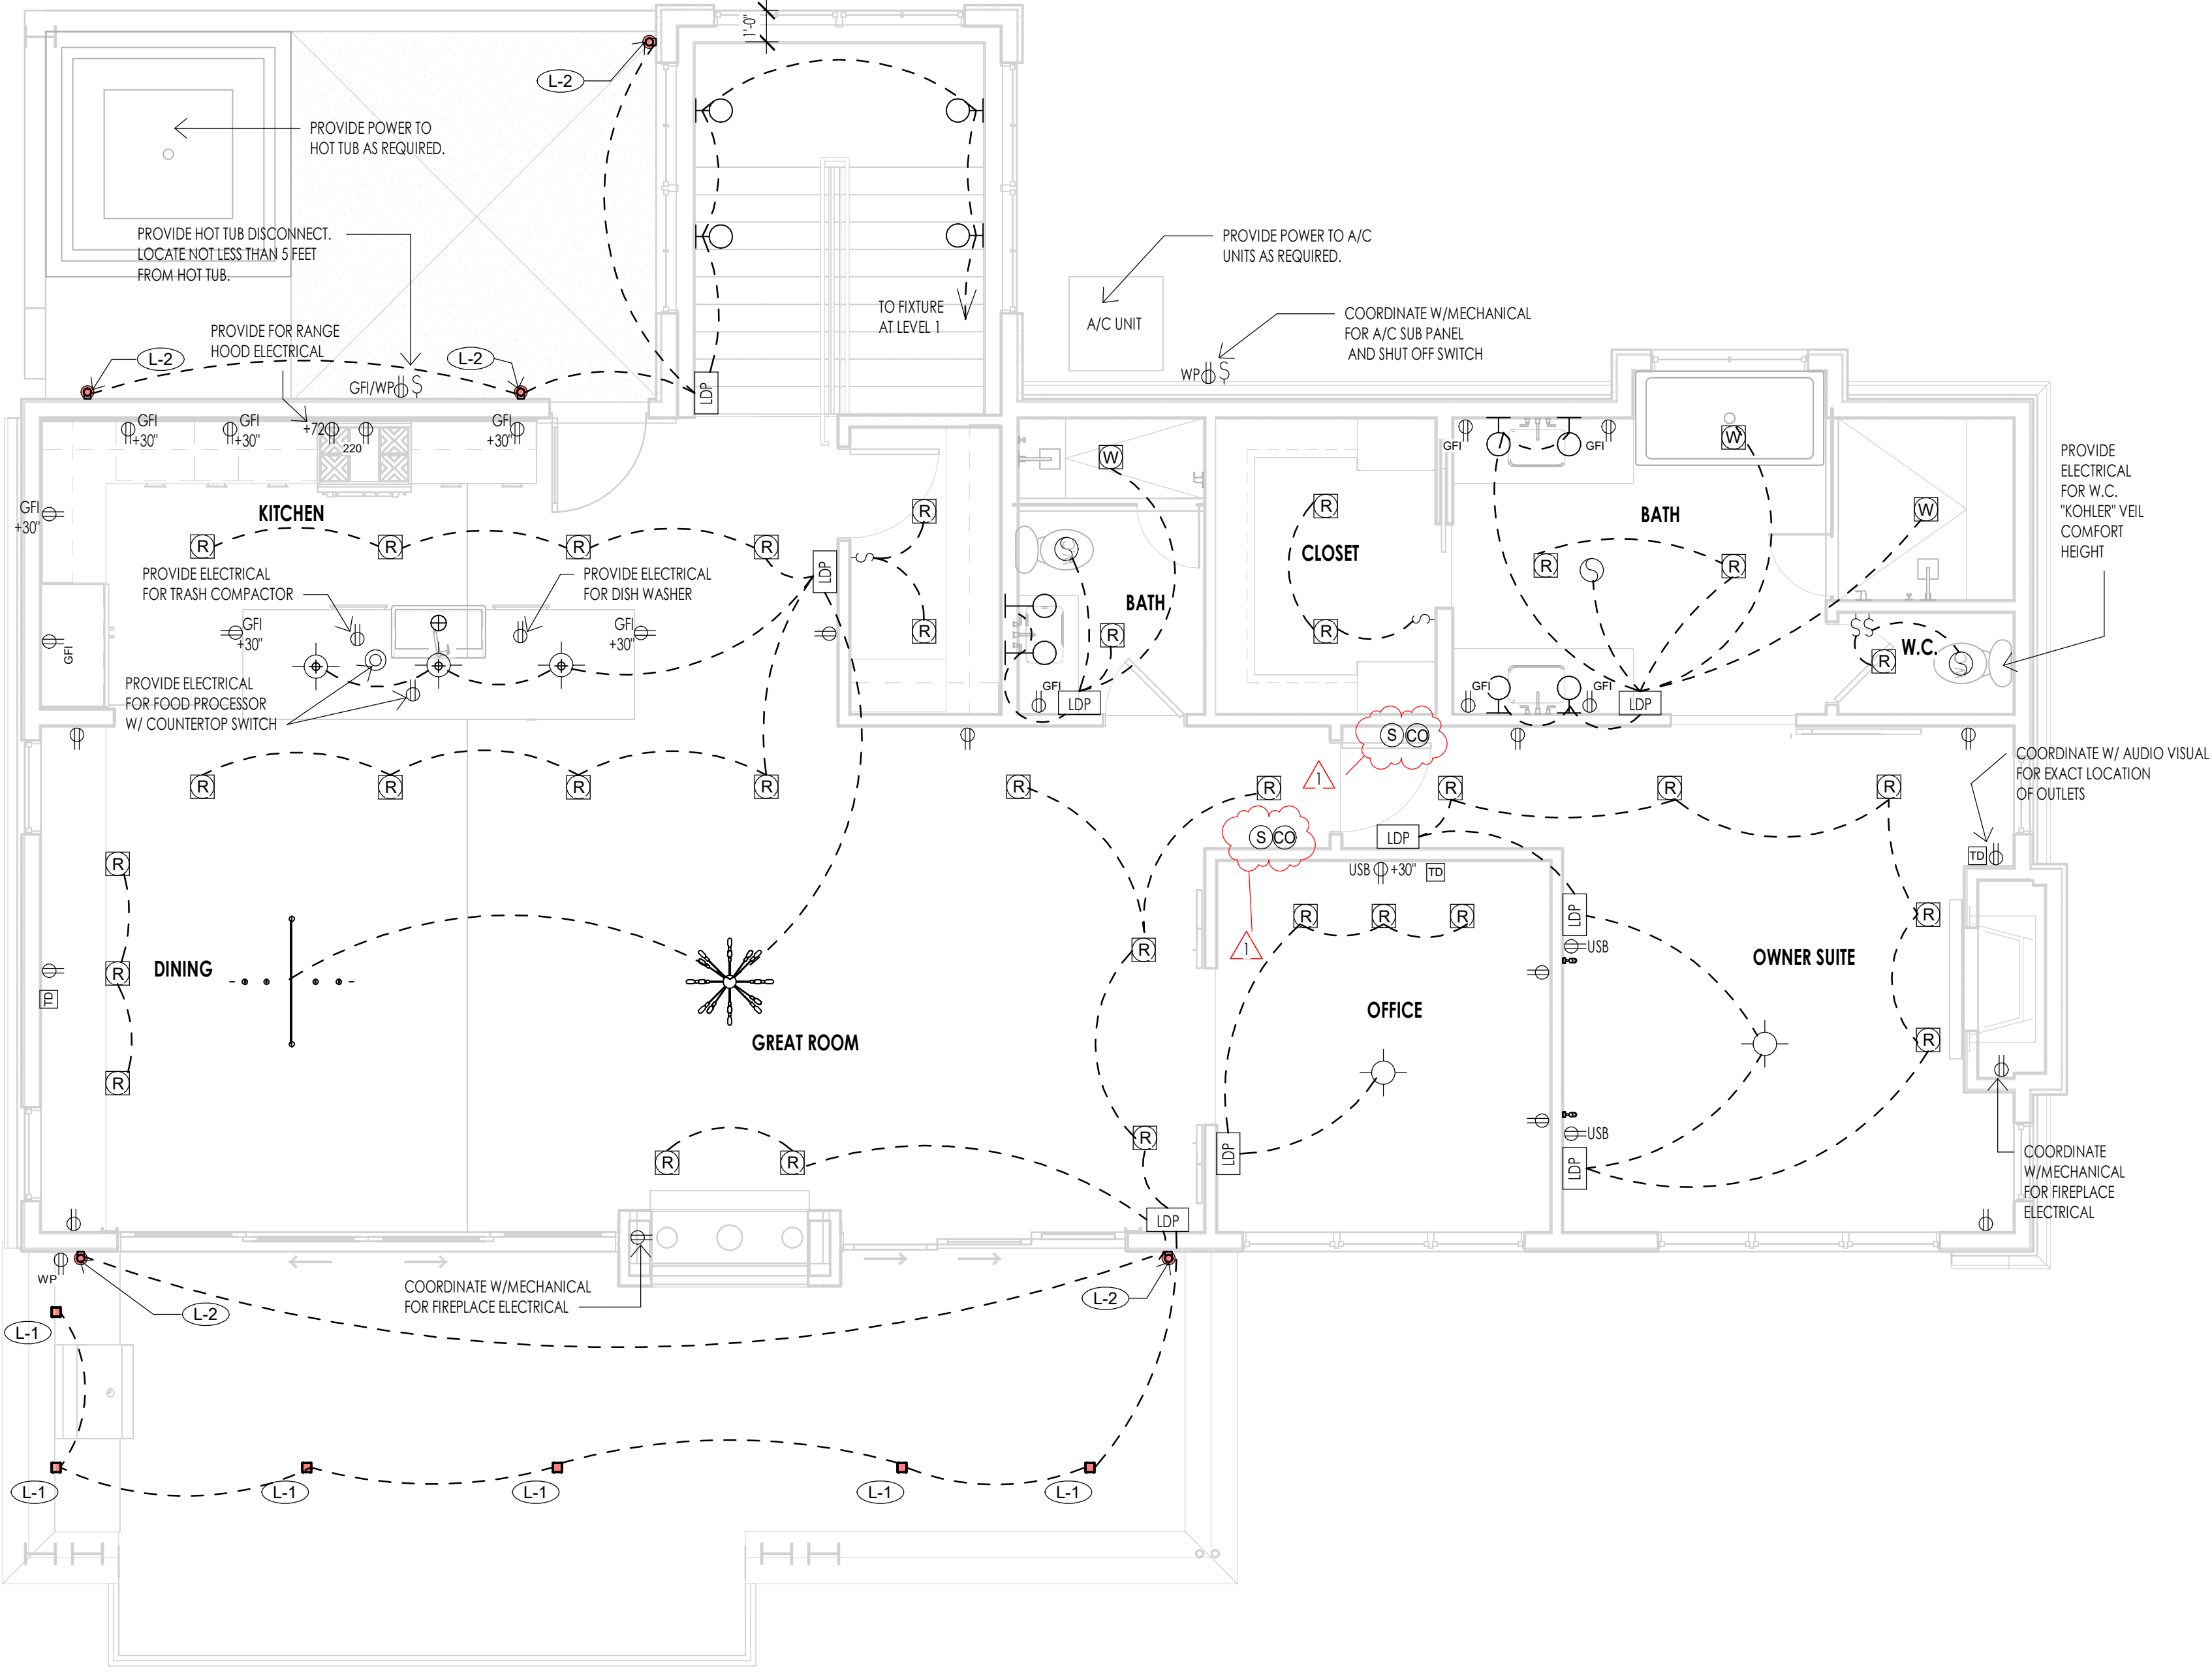 1'-0"
L-2
PROVIDE POWER TO
HOT TUB AS REQUIRED.
PROVIDE HOT TUB DISCONNECT.
LOCATE NOT LESS THAN 5 FEET
FROM HOT TUB.
PROVIDE POWER TO A/C
UNITS AS REQUIRED.
A/C UNIT
TO FIXTURE
AT LEVEL 1
COORDINATE W/MECHANICAL
FOR A/C SUB PANEL
AND SHUT OFF SWITCH
PROVIDE FOR RANGE
HOOD ELECTRICAL
L-2
L-2
GFI/WP
LDP
WP
GFI
+30"
GFI
+30"
+72
220
GFI
+30"
GFI
GFI
W
W
W
PROVIDE
ELECTRICAL
FOR W.C.
"KOHLER" VEIL
COMFORT
HEIGHT
GFI
+30"
KITCHEN
R
R
R
R
LDP
R
R
R
R
CLOSET
BATH
R
R
PROVIDE ELECTRICAL
FOR TRASH COMPACTOR
PROVIDE ELECTRICAL
FOR DISH WASHER
BATH
R
GFI
+30"
GFI
+30"
GFI
W.C.
R
PROVIDE ELECTRICAL
FOR FOOD PROCESSOR
W/ COUNTERTOP SWITCH
GFI
LDP
GFI
GFI
LDP
S
CO
1
COORDINATE W/ AUDIO VISUAL
FOR EXACT LOCATION
OF OUTLETS
R
R
R
R
R
R
R
R
R
S
CO
LDP
TD
USB
+30"
TD
R
R
R
R
LDP
R
1
R
USB
DINING
R
OWNER SUITE
TD
OFFICE
GREAT ROOM
R
R
R
R
R
LDP
USB
LDP
COORDINATE
W/MECHANICAL
FOR FIREPLACE
ELECTRICAL
LDP
WP
COORDINATE W/MECHANICAL
FOR FIREPLACE ELECTRICAL
L-2
L-2
L-1
L-1
L-1
L-1
L-1
L-1